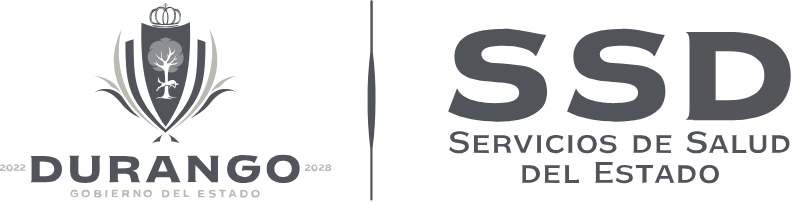 2022 DURANGO 2028
GOBIERNO DEL ESTADO
SSD
SERVICIOS DE SALUD
DEL ESTADO